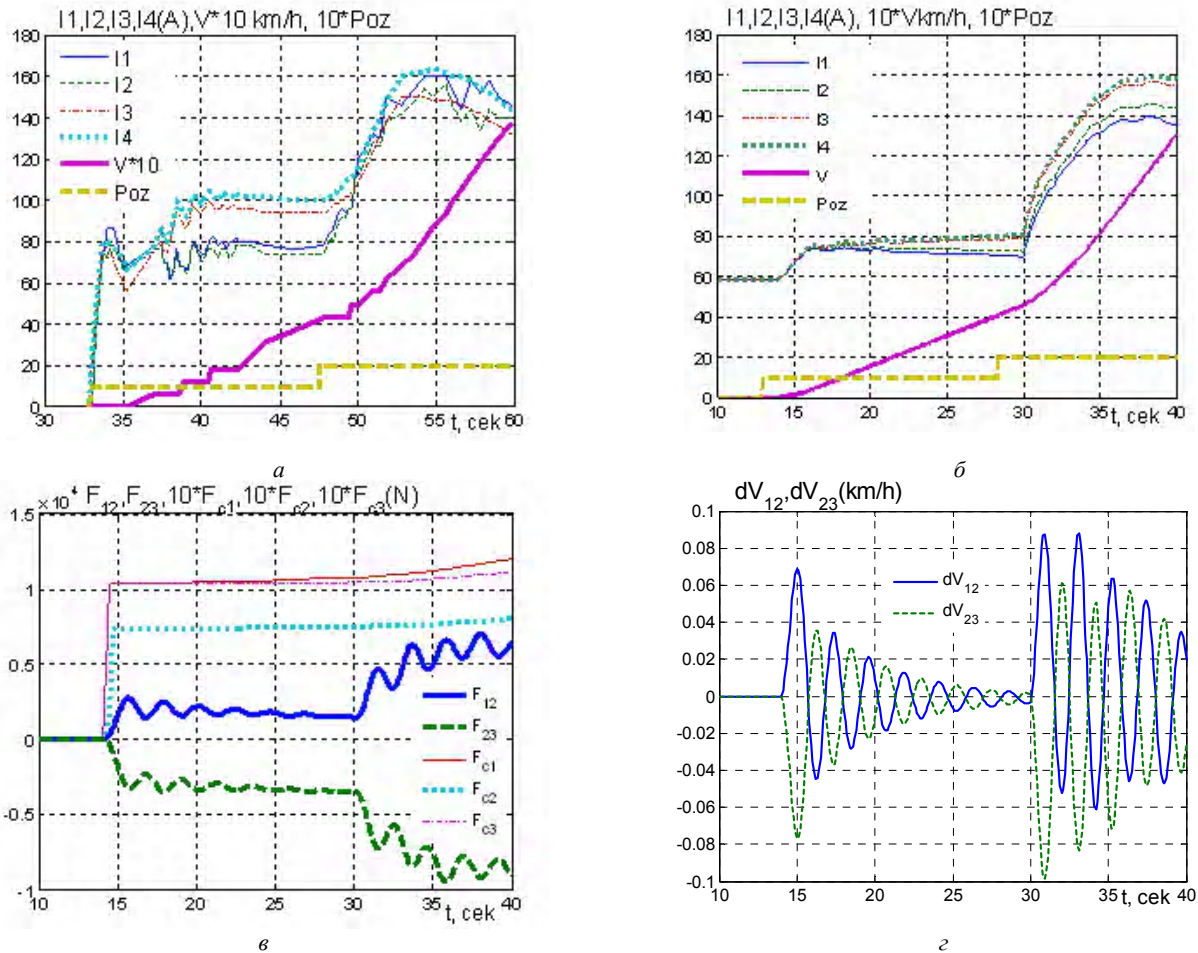 I1,I2,I3,I4(A),V*10 km/h, 10*Poz
180
160
140
120
100
80
60
40
20
0
I1
I2
I3
I4
V*10
Poz
30 35 40 45 50 55 60
t, сек
а
I1,I2,I3,I4(A), 10*Vkm/h, 10*Poz
180
160
140
120
100
80
60
40
20
0
I1
I2
I3
I4
V
Poz
10 15 20 25 30 35 40
t, сек
б
×10⁴ F12,F23,10*Fc1,10*Fc2,10*Fc3(N)
1.5
1
0.5
0
-0.5
-1
F12
F23
Fc1
Fc2
Fc3
10 15 20 25 30 35 40
t, сек
в
dV12,dV23(km/h)
0.1
0.08
0.06
0.04
0.02
0
-0.02
-0.04
-0.06
-0.08
-0.1
dV12
dV23
10 15 20 25 30 35 40
t, сек
г